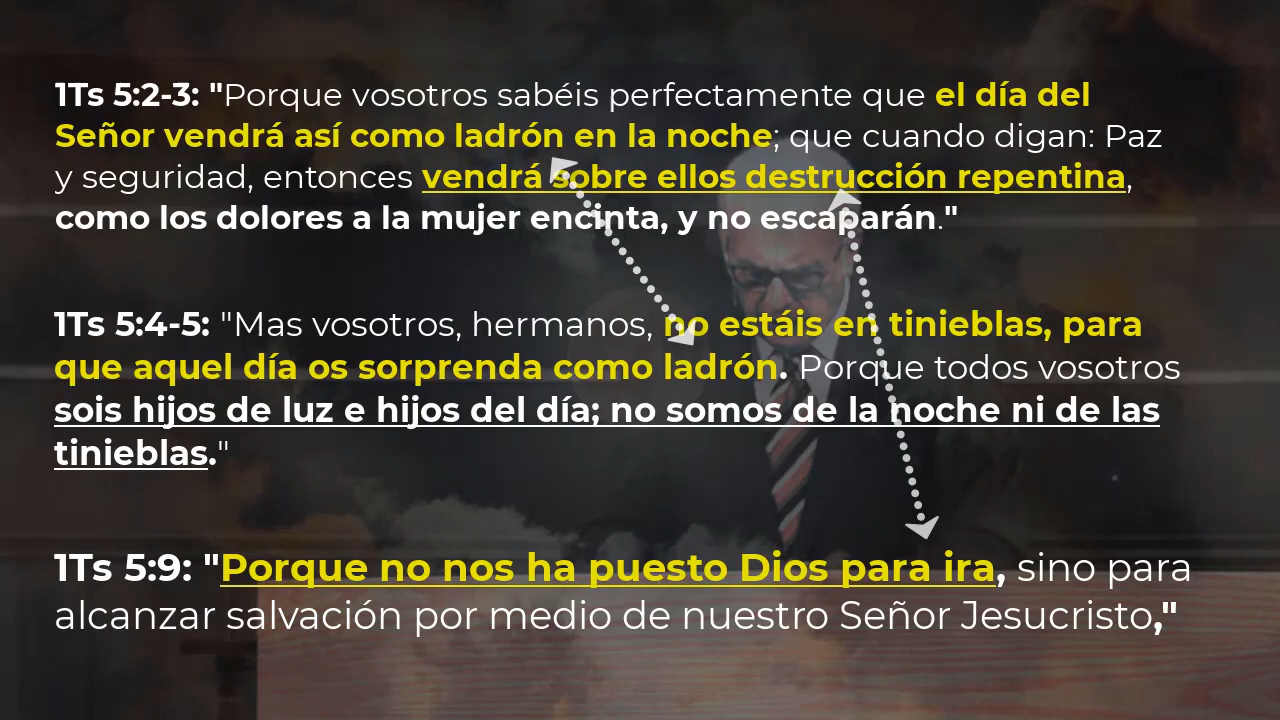 1Ts 5:2-3: "Porque vosotros sabéis perfectamente que el día del
Señor vendrá así como ladrón en la noche; que cuando digan: Paz
y seguridad, entonces vendrá sobre ellos destrucción repentina,
como los dolores a la mujer encinta, y no escaparán."
1Ts 5:4-5: "Mas vosotros, hermanos, no estáis en tinieblas, para
que aquel día os sorprenda como ladrón. Porque todos vosotros
sois hijos de luz e hijos del día; no somos de la noche ni de las
tinieblas."
1Ts 5:9: "Porque no nos ha puesto Dios para ira, sino para
alcanzar salvación por medio de nuestro Señor Jesucristo,"